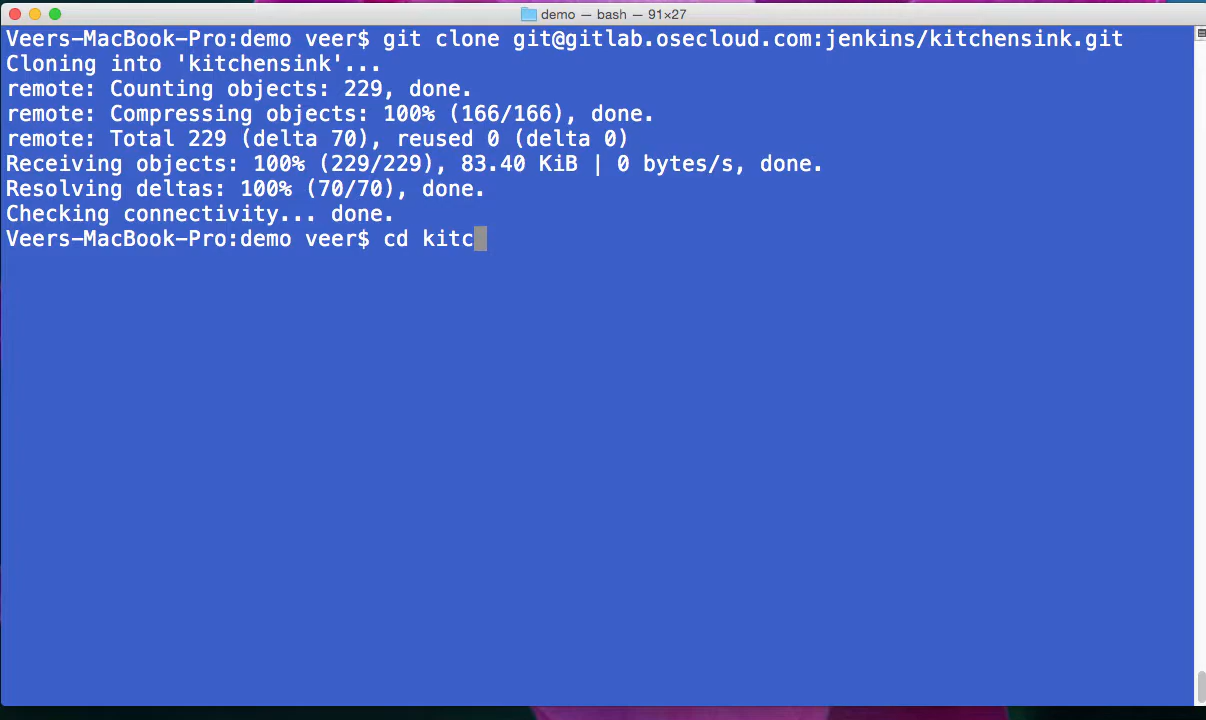 demo — bash — 91×27
Veers-MacBook-Pro:demo veer$ git clone git@gitlab.osecloud.com:jenkins/kitchensink.git
Cloning into 'kitchensink'...
remote: Counting objects: 229, done.
remote: Compressing objects: 100% (166/166), done.
remote: Total 229 (delta 70), reused 0 (delta 0)
Receiving objects: 100% (229/229), 83.40 KiB | 0 bytes/s, done.
Resolving deltas: 100% (70/70), done.
Checking connectivity... done.
Veers-MacBook-Pro:demo veer$ cd kitc